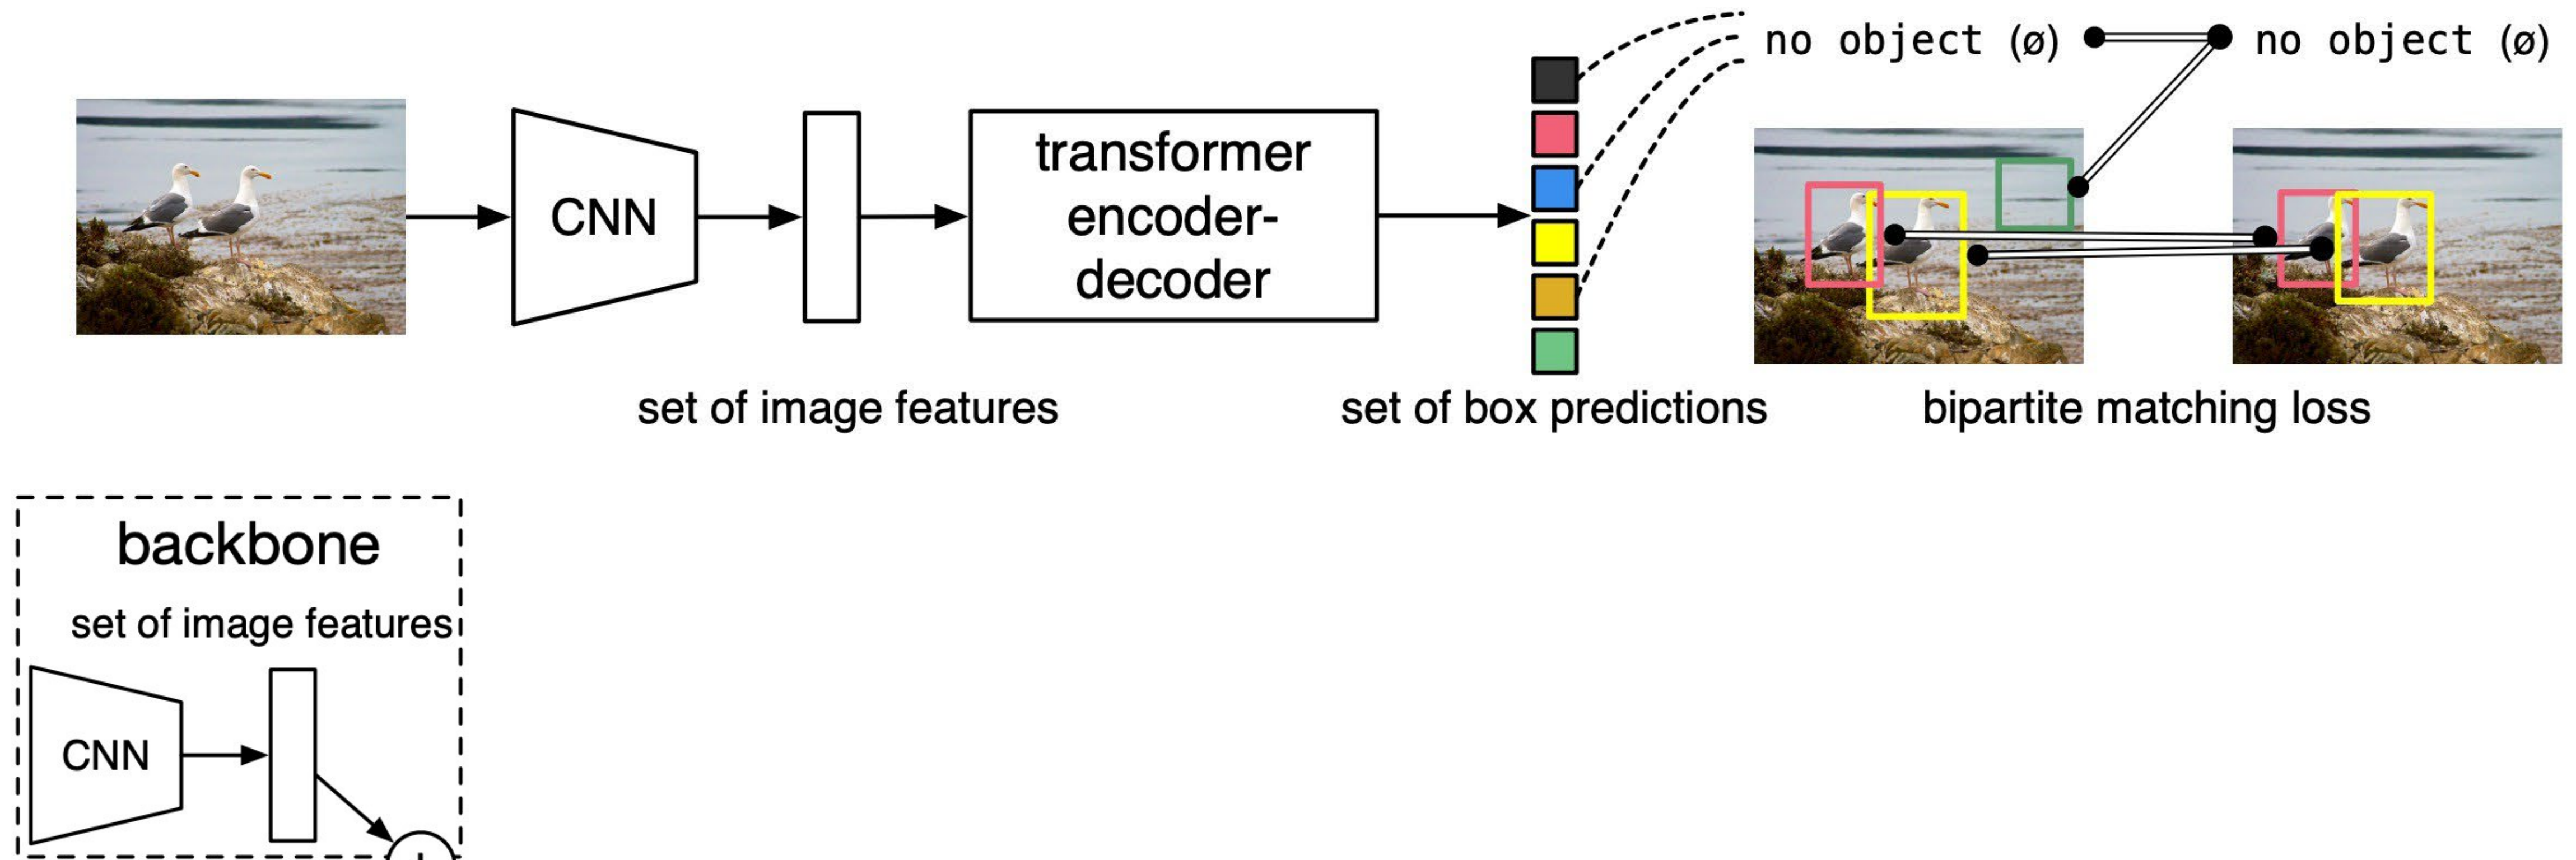 no object (ø)
no object (ø)
CNN
transformer
encoder-
decoder
set of image features
set of box predictions
bipartite matching loss
backbone
set of image features
CNN